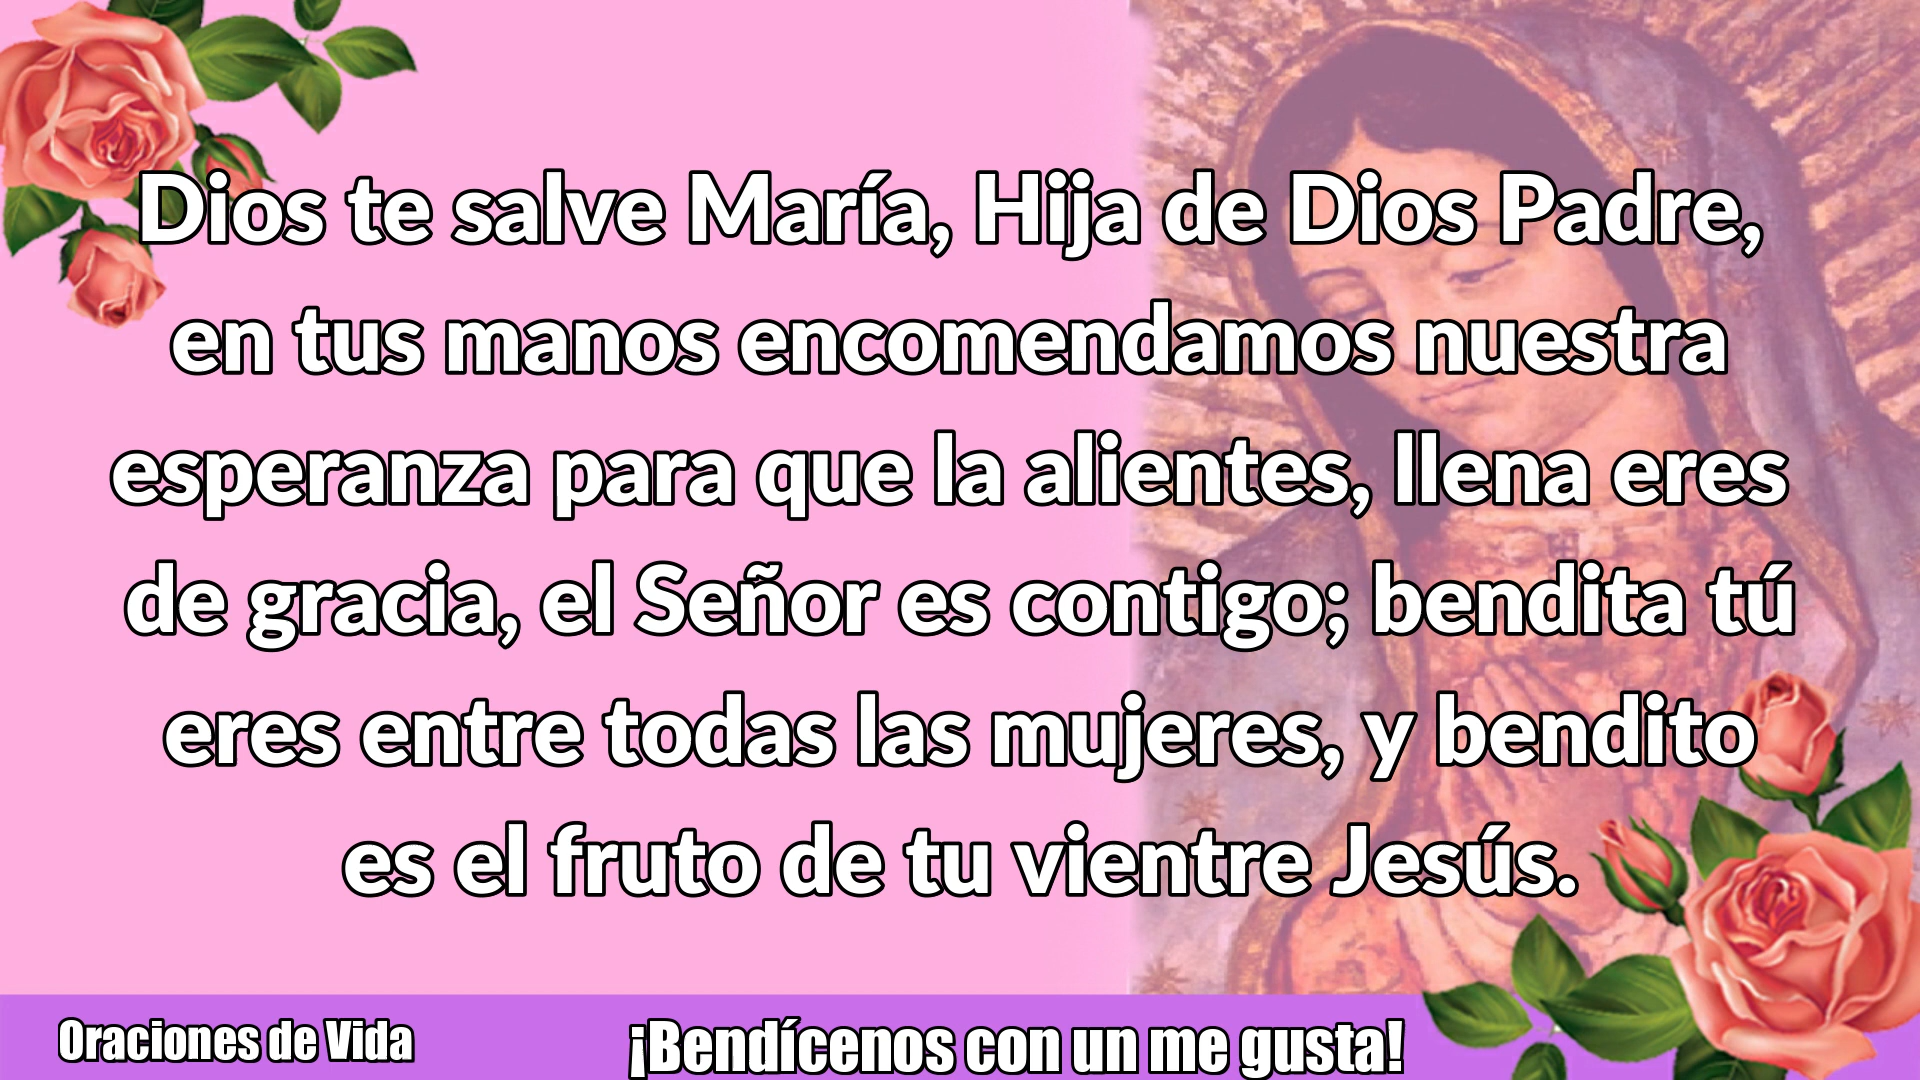 Dios te salve María, Hija de Dios Padre,
en tus manos encomendamos nuestra
esperanza para que la alientes, llena eres
de gracia, el Señor es contigo; bendita tú
eres entre todas las mujeres, y bendito
es el fruto de tu vientre Jesús.
Oraciones de Vida
¡Bendícenos con un me gusta!